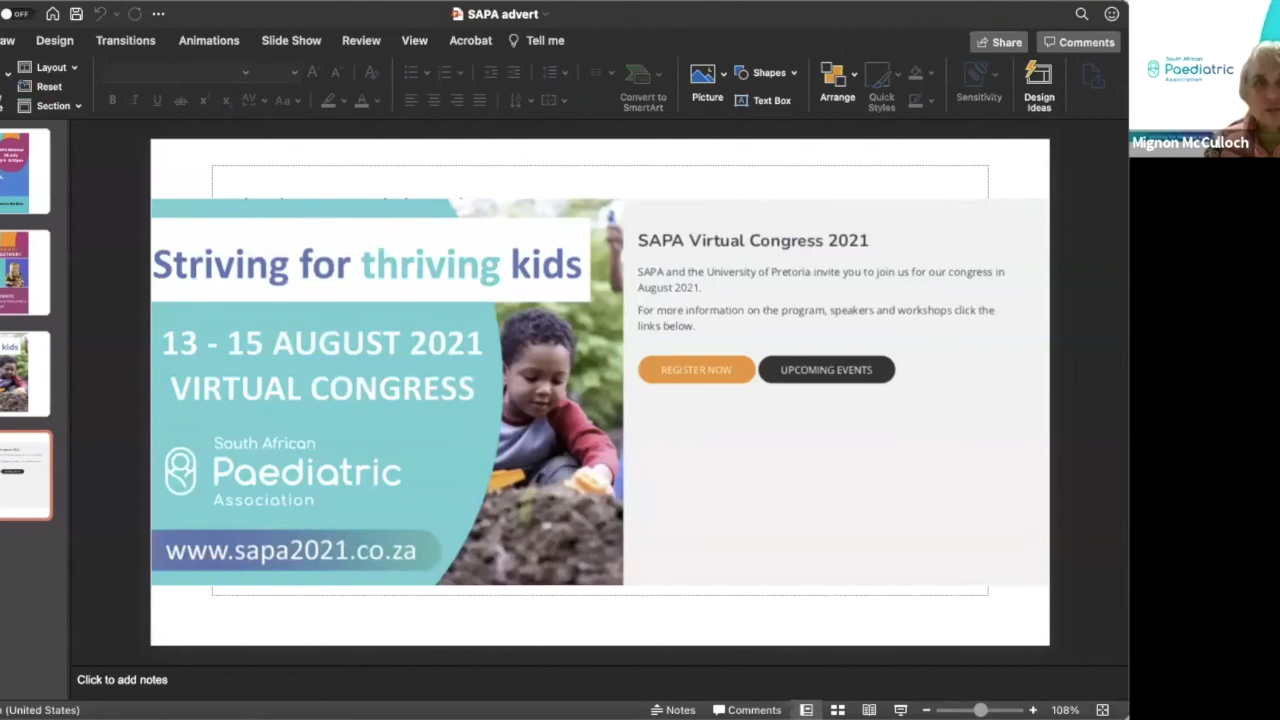 OFF
SAPA advert
aw
Design
Transitions
Animations
Slide Show
Review
View
Acrobat
Tell me
Share
Comments
Layout
Reset
Section
Convert to
SmartArt
Picture
Shapes
Text Box
Arrange
Quick
Styles
Sensitivity
Design
Ideas
South African
Paediatric
Association
Mignon McCulloch
kids
Striving for thriving kids
13 - 15 AUGUST 2021
VIRTUAL CONGRESS
South African
Paediatric
Association
www.sapa2021.co.za
SAPA Virtual Congress 2021
SAPA and the University of Pretoria invite you to join us for our congress in
August 2021.
For more information on the program, speakers and workshops click the
links below.
REGISTER NOW
UPCOMING EVENTS
Click to add notes
(United States)
Notes
Comments
108%